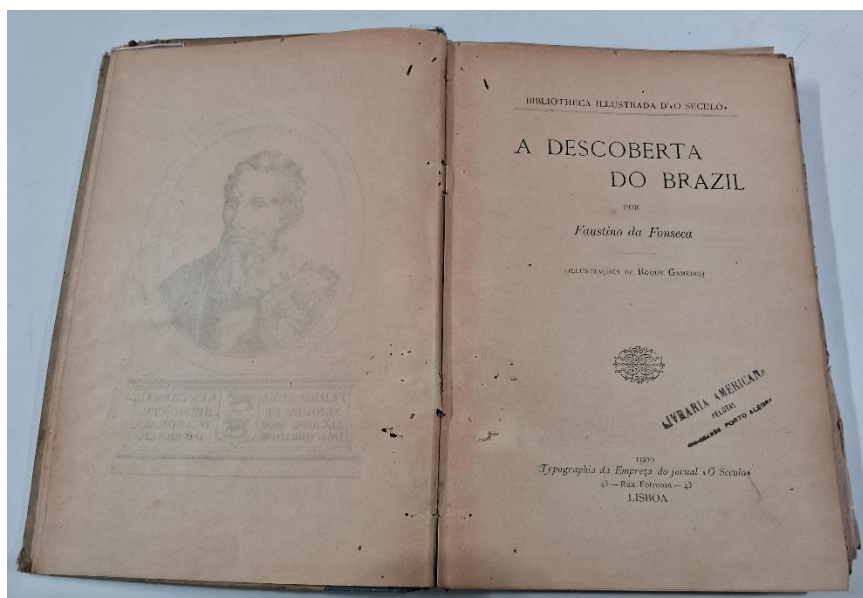 BIBLIOTHECA ILLUSTRADA D'«O SECULO»
A DESCOBERTA
DO BRAZIL
POR
Faustino da Fonseca
(ILLUSTRAÇÕES DE ROQUE GAMEIRO)
LIVRARIA AMERICANA
PELOTAS
PORTO ALEGRE
1900
Typographia da Empreza do jornal «O Seculo»
43 — Rua Formosa — 43
LISBOA